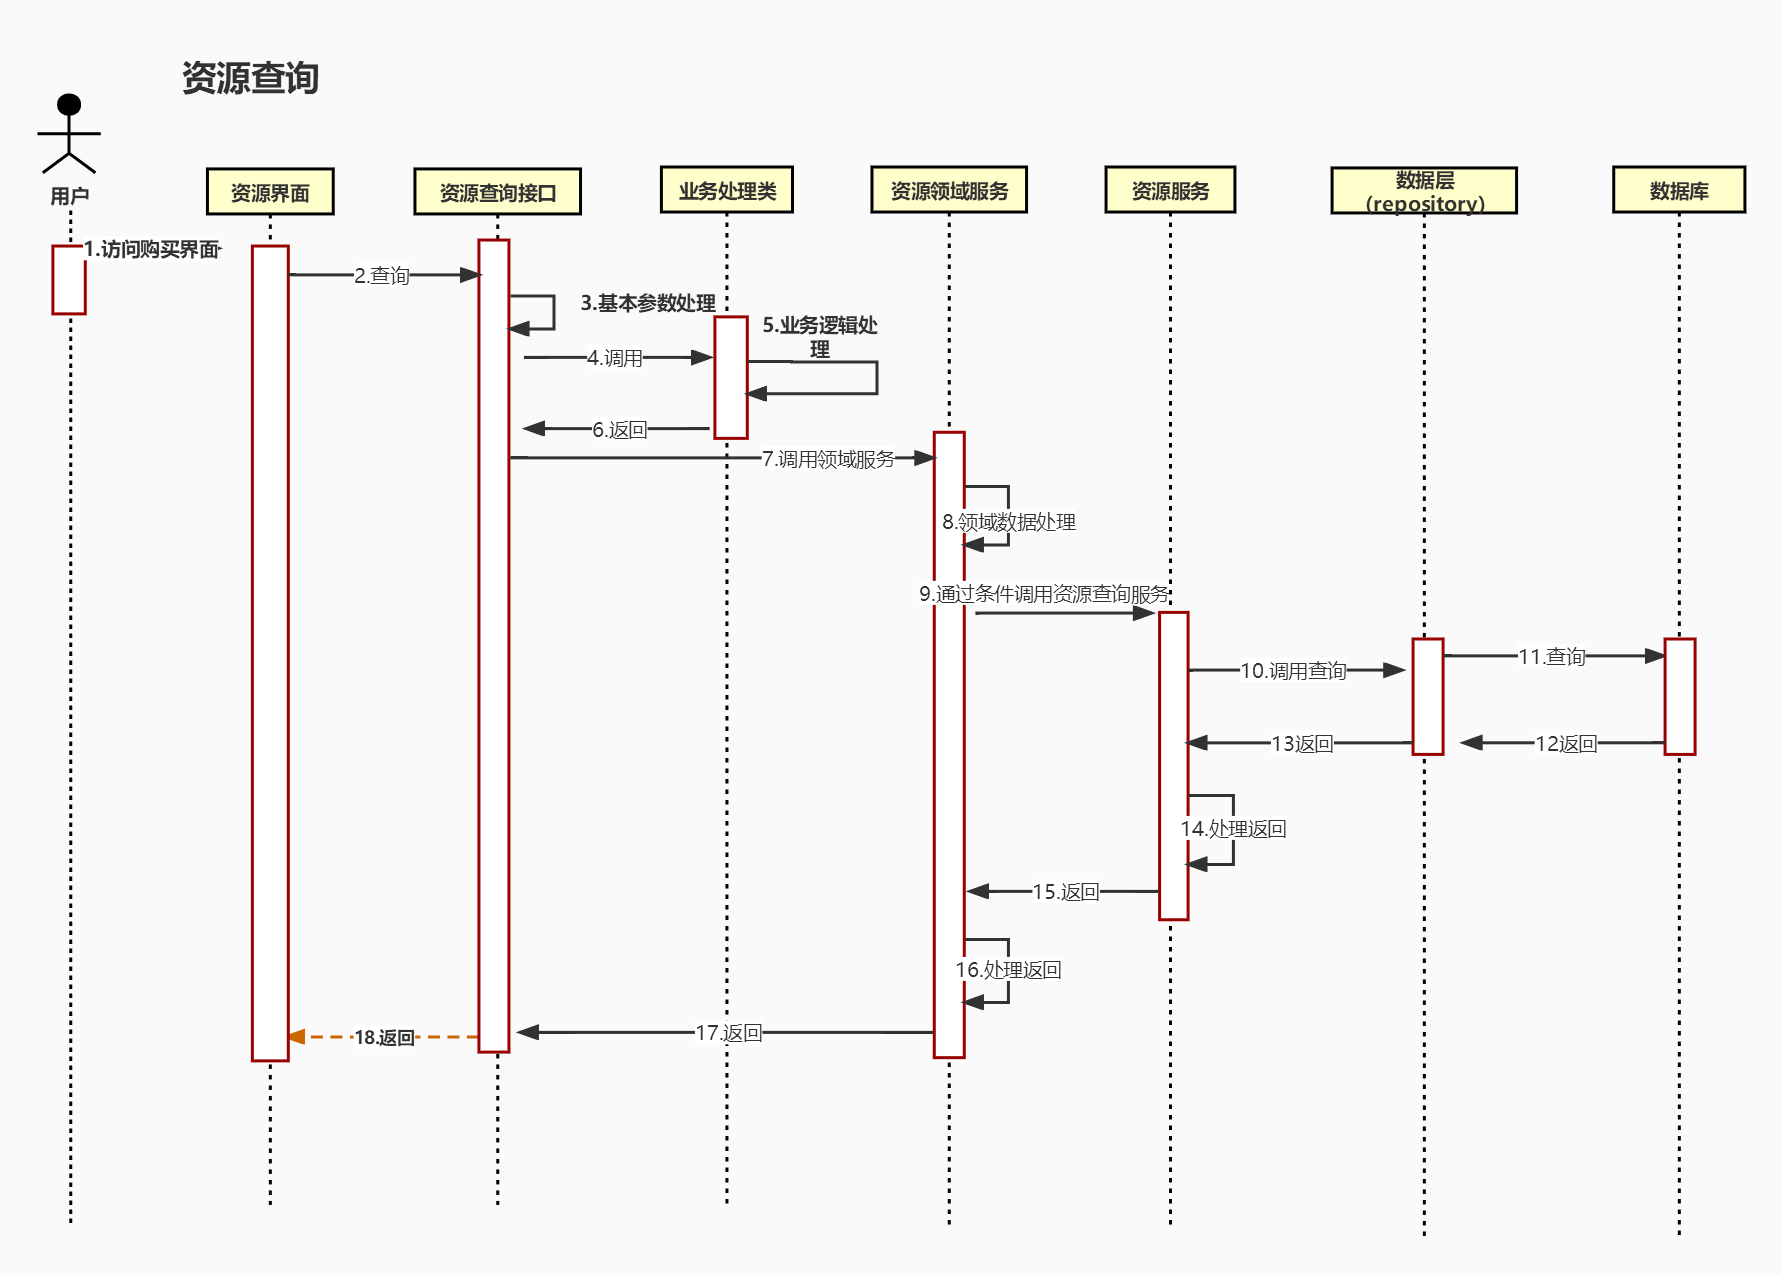 资源查询
用户
资源界面
资源查询接口
业务处理类
资源领域服务
资源服务
数据层
(repository)
数据库
1.访问购买界面
2.查询
3.基本参数处理
4.调用
5.业务逻辑处
理
6.返回
7.调用领域服务
8.领域数据处理
9.通过条件调用资源查询服务
10.调用查询
11.查询
12返回
13返回
14.处理返回
15.返回
16.处理返回
17.返回
18.返回